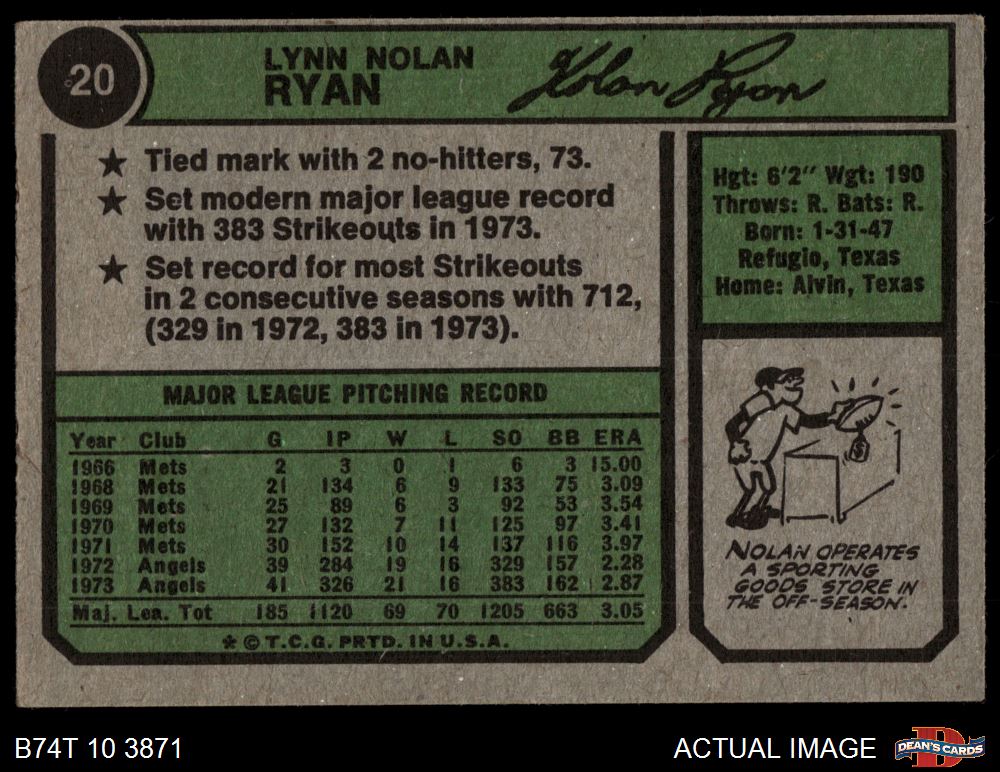 20
LYNN NOLAN
RYAN
Nolan Ryan
★ Tied mark with 2 no-hitters, 73.
★ Set modern major league record
with 383 Strikeouts in 1973.
★ Set record for most Strikeouts
in 2 consecutive seasons with 712,
(329 in 1972, 383 in 1973).
Hgt: 6'2" Wgt: 190
Throws: R. Bats: R.
Born: 1-31-47
Refugio, Texas
Home: Alvin, Texas
MAJOR LEAGUE PITCHING RECORD
Year Club G IP W L SO BB ERA
1966 Mets 2 3 0 1 6 3 15.00
1968 Mets 21 134 6 9 133 75 3.09
1969 Mets 25 89 6 3 92 53 3.54
1970 Mets 27 132 7 11 125 97 3.41
1971 Mets 30 152 10 14 137 116 3.97
1972 Angels 39 284 19 16 329 157 2.28
1973 Angels 41 326 21 16 383 162 2.87
Maj. Lea. Tot 185 1120 69 70 1205 663 3.05
* © T.C.G. PRTD. IN U.S.A.
$
NOLAN OPERATES
A SPORTING
GOODS STORE IN
THE OFF-SEASON.
B74T 10 3871
ACTUAL IMAGE
D
DEAN'S CARDS